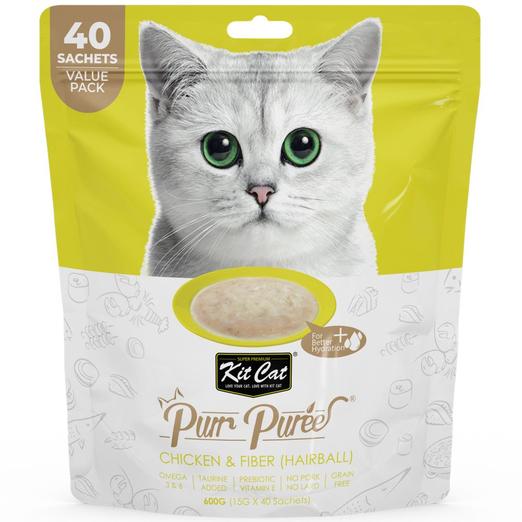 40
SACHETS
VALUE
PACK
For
Better
Hydration
SUPER PREMIUM
Kit Cat®
LOVE YOUR CAT. LOVE WITH KIT CAT
Purr Puree®
CHICKEN & FIBER (HAIRBALL)
OMEGA 3 & 6
TAURINE ADDED
PREBIOTIC VITAMIN E
NO PORK NO LARD
GRAIN FREE
600G (15G X 40 Sachets)